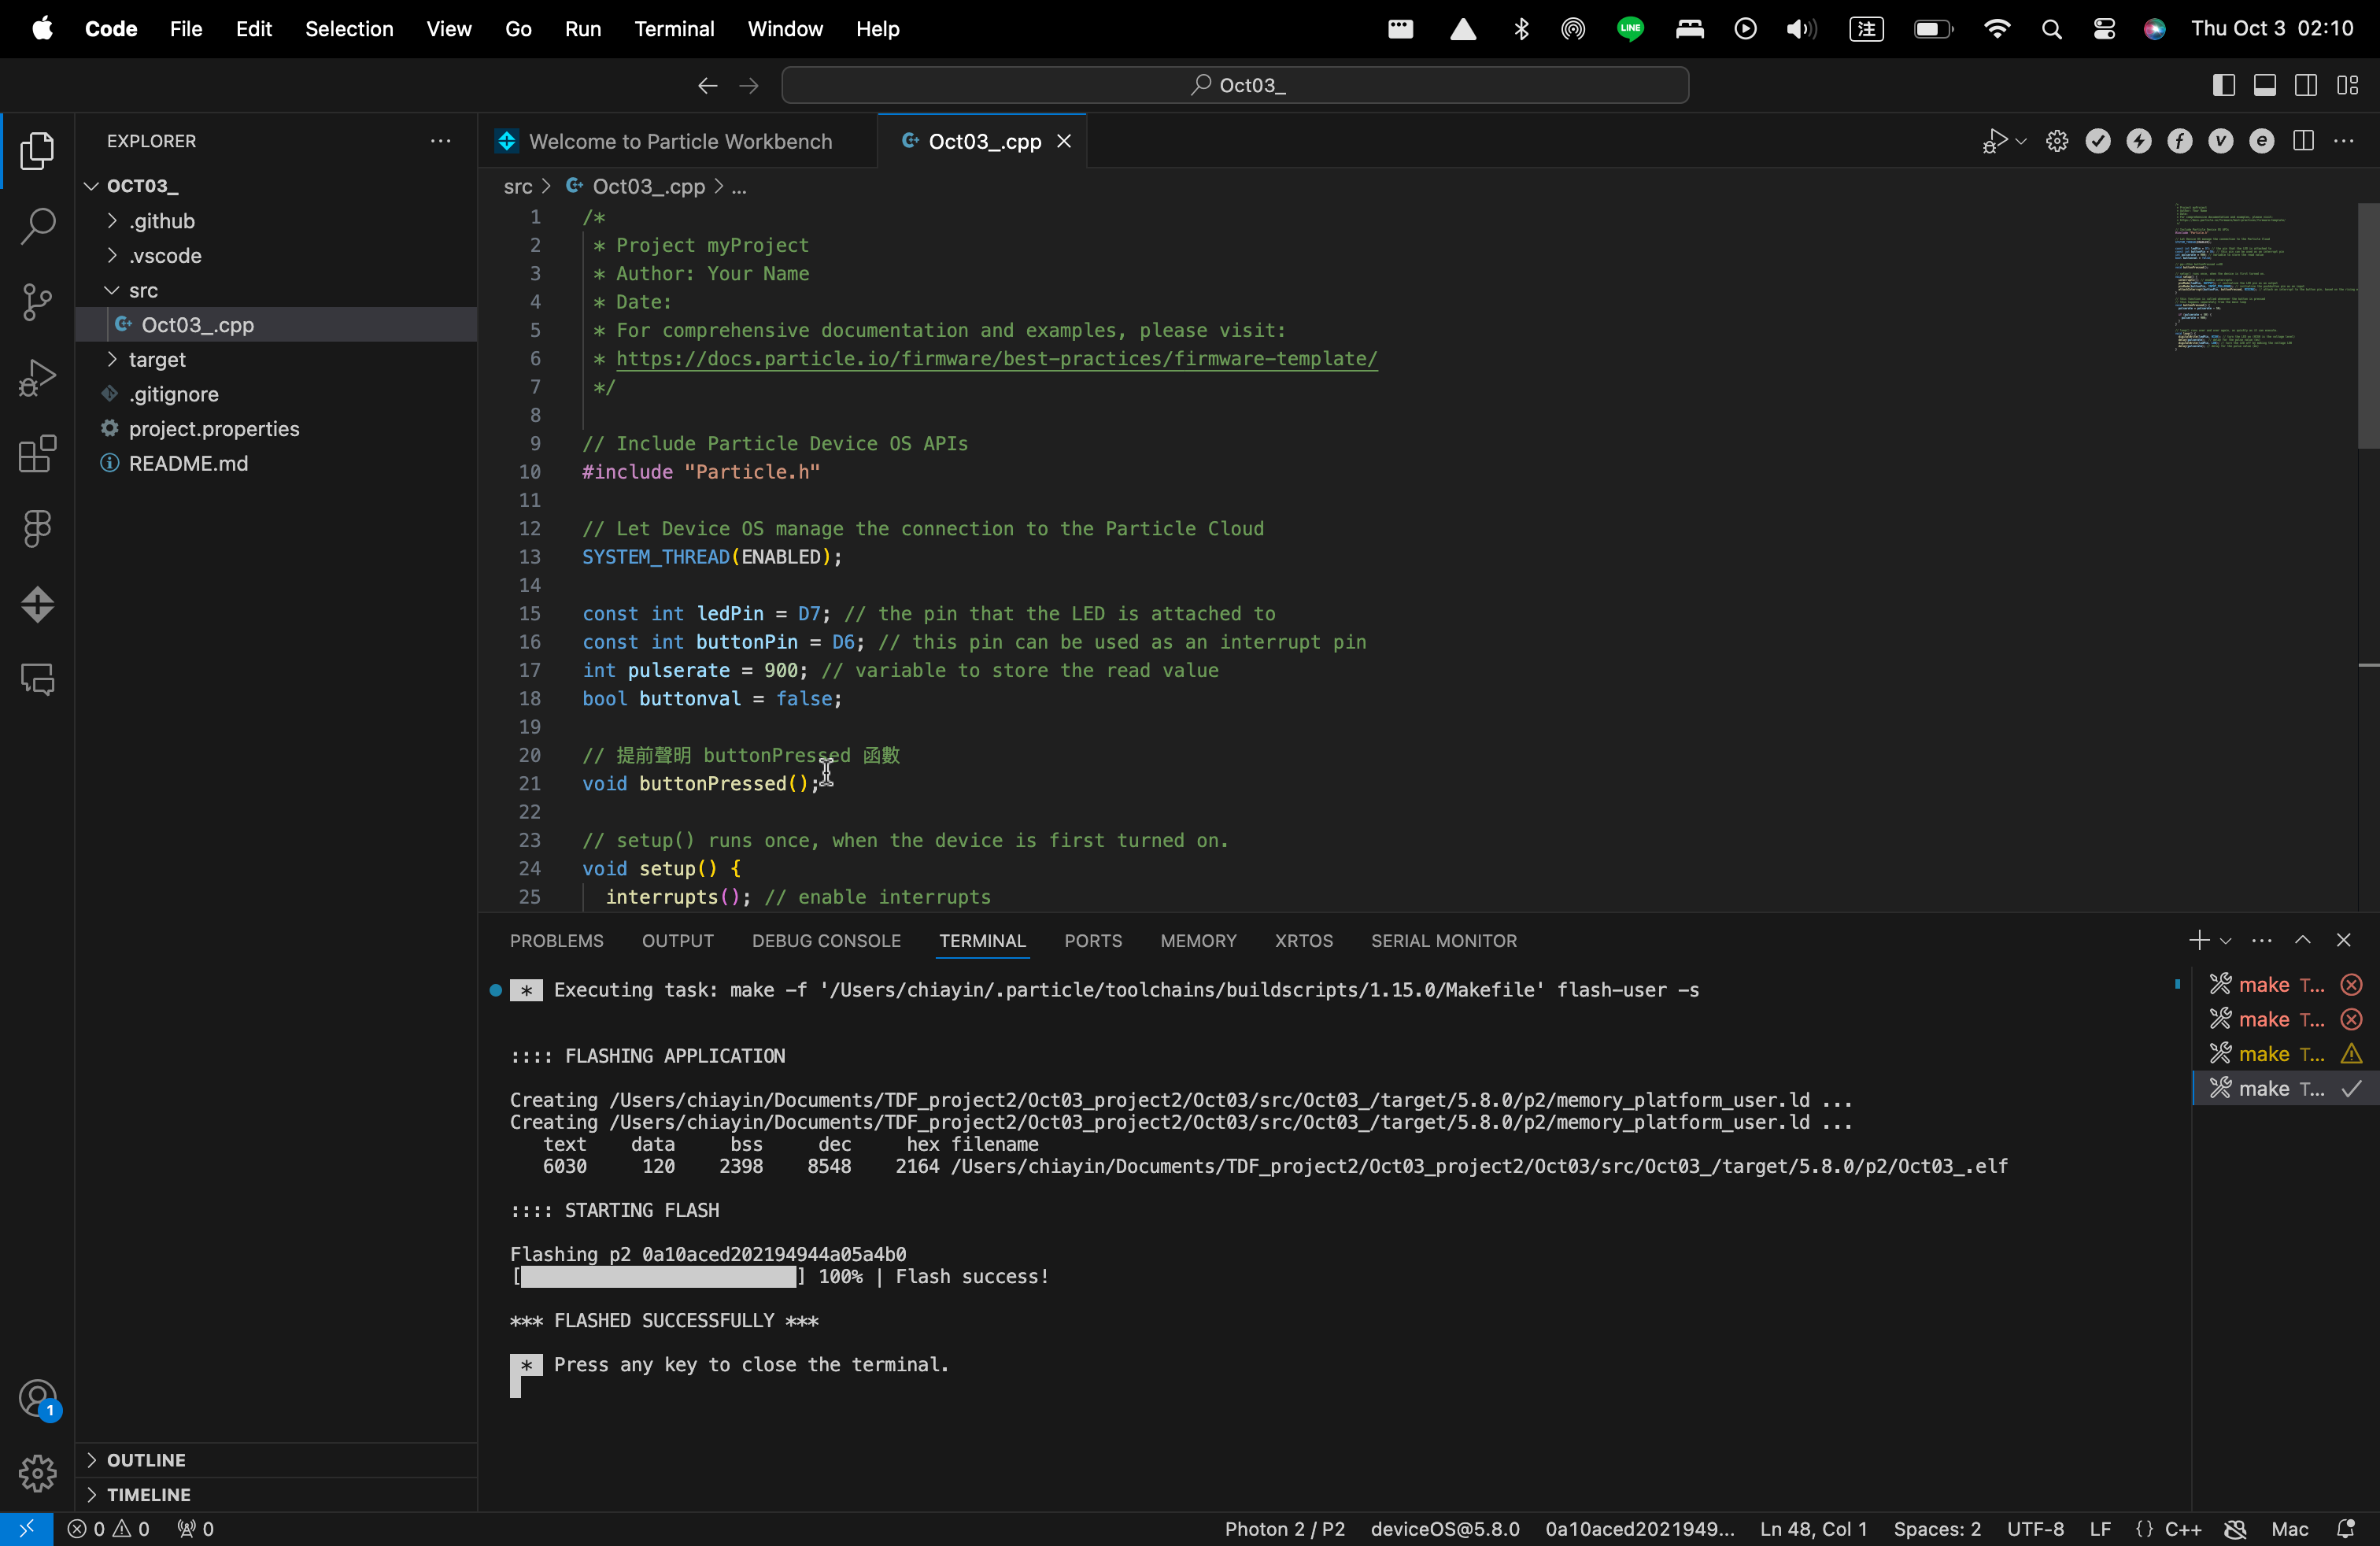 Code File Edit Selection View Go Run Terminal Window Help LINE 注 Thu Oct 3 02:10
Oct03_
EXPLORER
OCT03_
.github
.vscode
src
Oct03_.cpp
target
.gitignore
project.properties
README.md
OUTLINE
TIMELINE
Welcome to Particle Workbench
Oct03_.cpp
src > Oct03_.cpp > ...
1 /*
2 * Project myProject
3 * Author: Your Name
4 * Date:
5 * For comprehensive documentation and examples, please visit:
6 * https://docs.particle.io/firmware/best-practices/firmware-template/
7 */
8
9 // Include Particle Device OS APIs
10 #include "Particle.h"
11
12 // Let Device OS manage the connection to the Particle Cloud
13 SYSTEM_THREAD(ENABLED);
14
15 const int ledPin = D7; // the pin that the LED is attached to
16 const int buttonPin = D6; // this pin can be used as an interrupt pin
17 int pulserate = 900; // variable to store the read value
18 bool buttonval = false;
19
20 // 提前聲明 buttonPressed 函數
21 void buttonPressed();
22
23 // setup() runs once, when the device is first turned on.
24 void setup() {
25 interrupts(); // enable interrupts
PROBLEMS OUTPUT DEBUG CONSOLE TERMINAL PORTS MEMORY XRTOS SERIAL MONITOR
* Executing task: make -f '/Users/chiayin/.particle/toolchains/buildscripts/1.15.0/Makefile' flash-user -s
:::: FLASHING APPLICATION
Creating /Users/chiayin/Documents/TDF_project2/Oct03_project2/Oct03/src/Oct03_/target/5.8.0/p2/memory_platform_user.ld ...
Creating /Users/chiayin/Documents/TDF_project2/Oct03_project2/Oct03/src/Oct03_/target/5.8.0/p2/memory_platform_user.ld ...
text data bss dec hex filename
6030 120 2398 8548 2164 /Users/chiayin/Documents/TDF_project2/Oct03_project2/Oct03/src/Oct03_/target/5.8.0/p2/Oct03_.elf
:::: STARTING FLASH
Flashing p2 0a10aced202194944a05a4b0
[] 100% | Flash success!
*** FLASHED SUCCESSFULLY ***
* Press any key to close the terminal.
make T...
make T...
make T...
make T...
1
0 0 0 Photon 2 / P2 deviceOS@5.8.0 0a10aced2021949... Ln 48, Col 1 Spaces: 2 UTF-8 LF {} C++ Mac